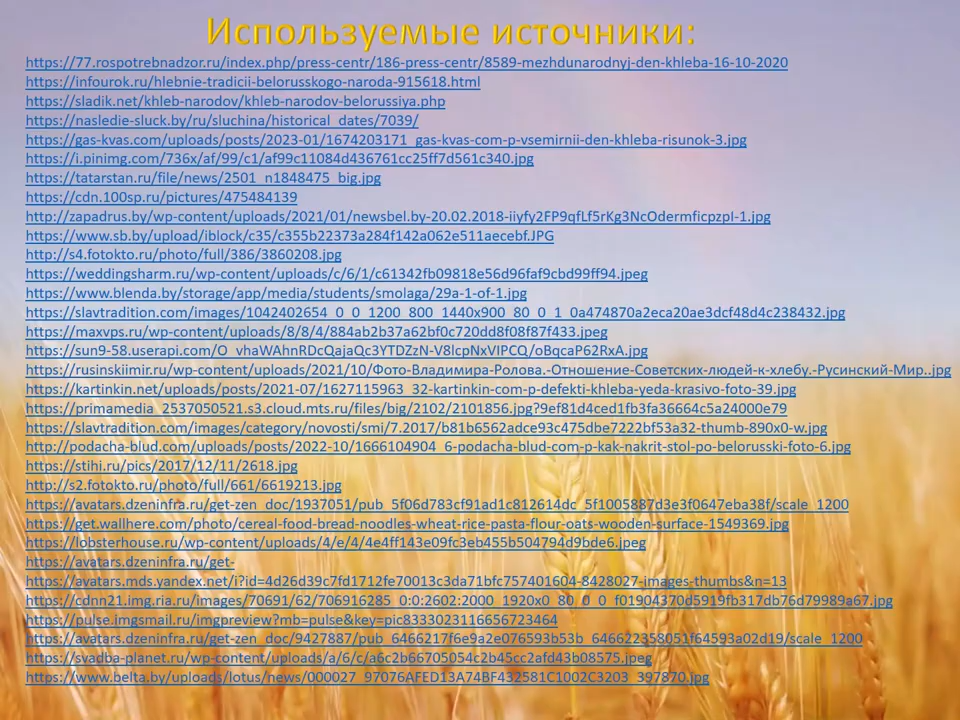 Используемые источники:
https://77.rospotrebnadzor.ru/index.php/press-centr/186-press-centr/8589-mezhdunarodnyj-den-khleba-16-10-2020
https://infourok.ru/hlebnie-tradicii-belorusskogo-naroda-915618.html
https://sladik.net/khleb-narodov/khleb-narodov-belorussiya.php
https://nasledie-sluck.by/ru/sluchina/historical_dates/7039/
https://gas-kvas.com/uploads/posts/2023-01/1674203171_gas-kvas-com-p-vsemirnii-den-khleba-risunok-3.jpg
https://i.pinimg.com/736x/af/99/c1/af99c11084d436761cc25ff7d561c340.jpg
https://tatarstan.ru/file/news/2501_n1848475_big.jpg
https://cdn.100sp.ru/pictures/475484139
http://zapadrus.by/wp-content/uploads/2021/01/newsbel.by-20.02.2018-iiyfy2FP9qfLf5rKg3NcOdermficpzpI-1.jpg
https://www.sb.by/upload/iblock/c35/c355b22373a284f142a062e511aecebf.JPG
http://s4.fotokto.ru/photo/full/386/3860208.jpg
https://weddingsharm.ru/wp-content/uploads/c/6/1/c61342fb09818e56d96faf9cbd99ff94.jpeg
https://www.blenda.by/storage/app/media/students/smolaga/29a-1-of-1.jpg
https://slavtradition.com/images/1042402654_0_0_1200_800_1440x900_80_0_1_0a474870a2eca20ae3dcf48d4c238432.jpg
https://maxvps.ru/wp-content/uploads/8/8/4/884ab2b37a62bf0c720dd8f08f87f433.jpeg
https://sun9-58.userapi.com/O_vhaWAhnRDcQajaQc3YTDZzN-V8lcpNxVIPCQ/oBqcaP62RxA.jpg
https://rusinskiimir.ru/wp-content/uploads/2021/10/Фото-Владимира-Ролова.-Отношение-Советских-людей-к-хлебу.-Русинский-Мир..jpg
https://kartinkin.net/uploads/posts/2021-07/1627115963_32-kartinkin-com-p-defekti-khleba-yeda-krasivo-foto-39.jpg
https://primamedia_2537050521.s3.cloud.mts.ru/files/big/2102/2101856.jpg?9ef81d4ced1fb3fa36664c5a24000e79
https://slavtradition.com/images/category/novosti/smi/7.2017/b81b6562adce93c475dbe7222bf53a32-thumb-890x0-w.jpg
http://podacha-blud.com/uploads/posts/2022-10/1666104904_6-podacha-blud-com-p-kak-nakrit-stol-po-belorusski-foto-6.jpg
https://stihi.ru/pics/2017/12/11/2618.jpg
http://s2.fotokto.ru/photo/full/661/6619213.jpg
https://avatars.dzeninfra.ru/get-zen_doc/1937051/pub_5f06d783cf91ad1c812614dc_5f1005887d3e3f0647eba38f/scale_1200
https://get.wallhere.com/photo/cereal-food-bread-noodles-wheat-rice-pasta-flour-oats-wooden-surface-1549369.jpg
https://lobsterhouse.ru/wp-content/uploads/4/e/4/4e4ff143e09fc3eb455b504794d9bde6.jpeg
https://avatars.dzeninfra.ru/get-
https://avatars.mds.yandex.net/i?id=4d26d39c7fd1712fe70013c3da71bfc757401604-8428027-images-thumbs&n=13
https://cdnn21.img.ria.ru/images/70691/62/706916285_0:0:2602:2000_1920x0_80_0_0_f01904370d5919fb317db76d79989a67.jpg
https://pulse.imgsmail.ru/imgpreview?mb=pulse&key=pic8333023116656723464
https://avatars.dzeninfra.ru/get-zen_doc/9427887/pub_6466217f6e9a2e076593b53b_646622358051f64593a02d19/scale_1200
https://svadba-planet.ru/wp-content/uploads/a/6/c/a6c2b66705054c2b45cc2afd43b08575.jpeg
https://www.belta.by/uploads/lotus/news/000027_97076AFED13A74BF432581C1002C3203_397870.jpg